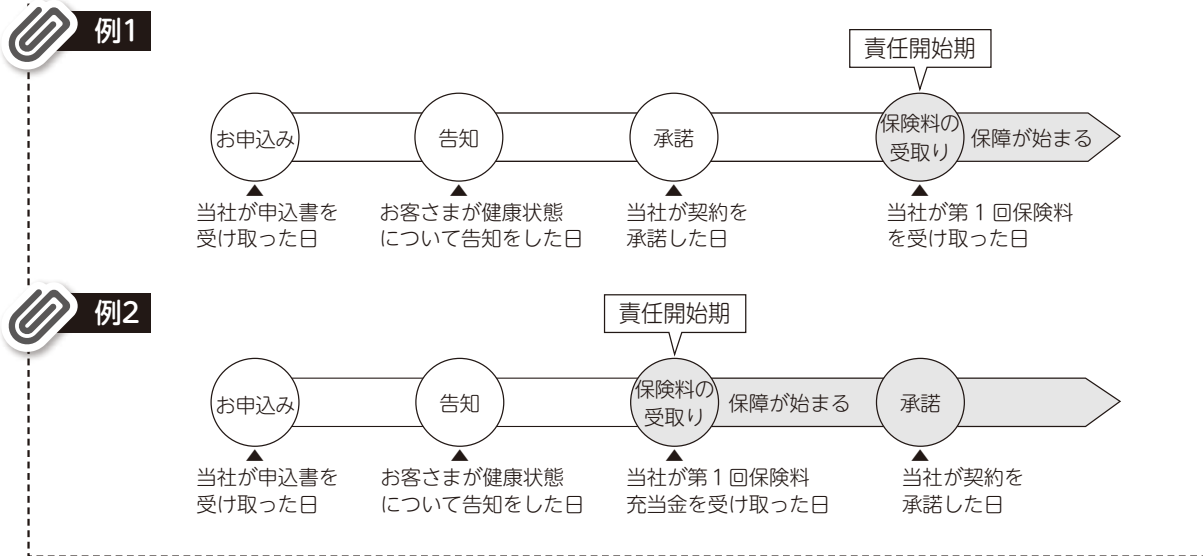 例1
責任開始期
お申込み
告知
承諾
保険料の
受取り
保障が始まる
当社が申込書を
受け取った日
お客さまが健康状態
について告知をした日
当社が契約を
承諾した日
当社が第1回保険料
を受け取った日
例2
責任開始期
お申込み
告知
保険料の
受取り
保障が始まる
承諾
当社が申込書を
受け取った日
お客さまが健康状態
について告知をした日
当社が第1回保険料
充当金を受け取った日
当社が契約を
承諾した日